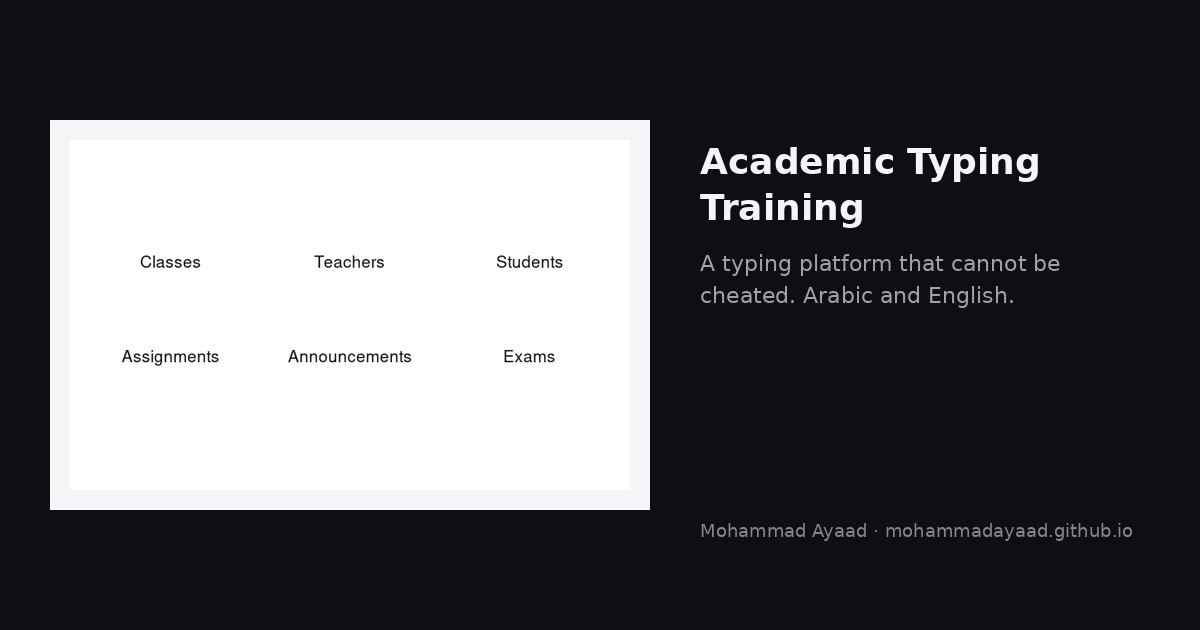 Classes Teachers Students
Assignments Announcements Exams
Academic Typing
Training
A typing platform that cannot be
cheated. Arabic and English.
Mohammad Ayaad · mohammadayaad.github.io